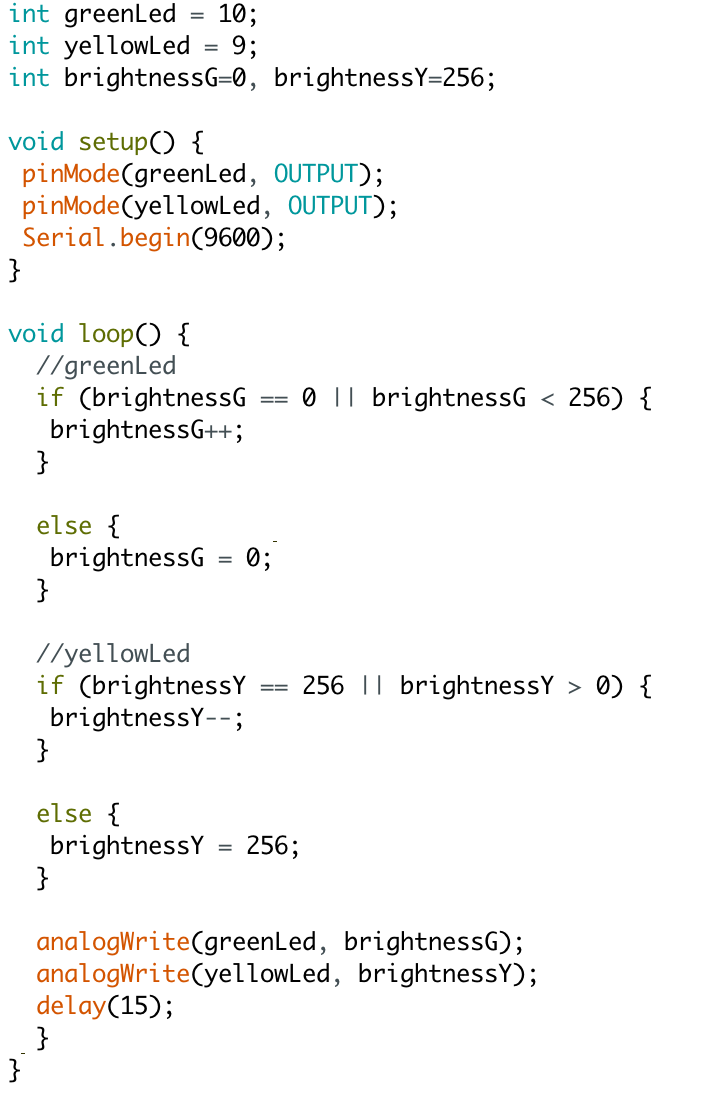 int greenLed = 10;
int yellowLed = 9;
int brightnessG=0, brightnessY=256;

void setup() {
 pinMode(greenLed, OUTPUT);
 pinMode(yellowLed, OUTPUT);
 Serial.begin(9600);
}

void loop() {
  //greenLed
  if (brightnessG == 0 || brightnessG < 256) {
   brightnessG++;
  }

  else {
   brightnessG = 0;
  }

  //yellowLed
  if (brightnessY == 256 || brightnessY > 0) {
   brightnessY--;
  }

  else {
   brightnessY = 256;
  }

  analogWrite(greenLed, brightnessG);
  analogWrite(yellowLed, brightnessY);
  delay(15);
  }
}